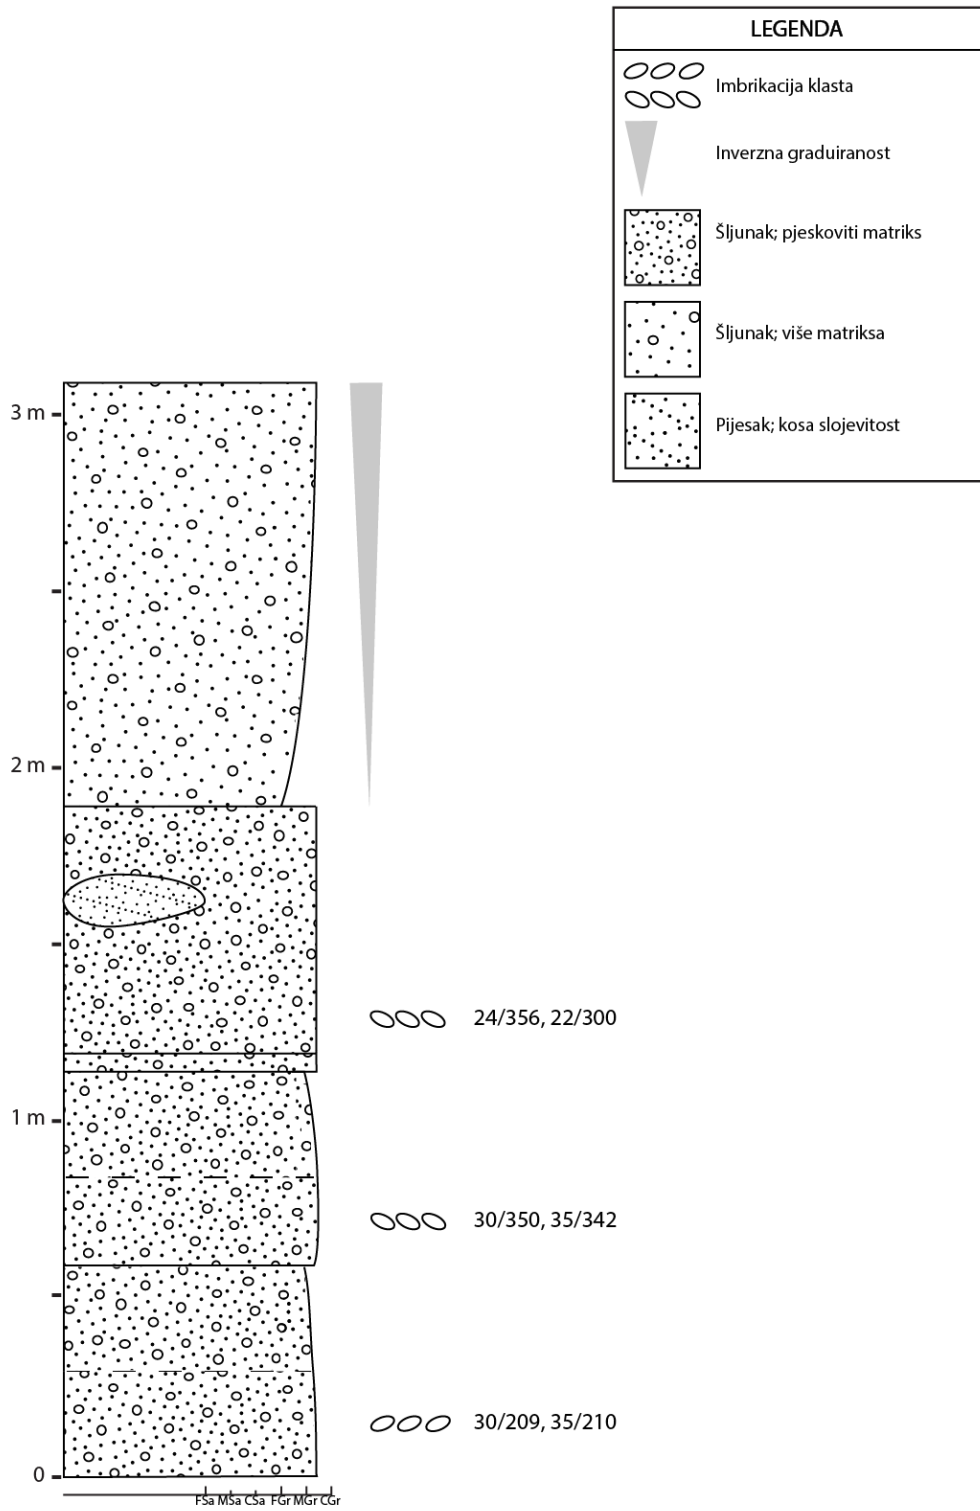 LEGENDA
Imbrikacija klasta
Inverzna graduiranost
Šljunak; pjeskoviti matriks
Šljunak; više matriksa
Pijesak; kosa slojevitost
3 m
2 m
24/356, 22/300
1 m
30/350, 35/342
30/209, 35/210
0
FSa MSa CSa FGr MGr CGr